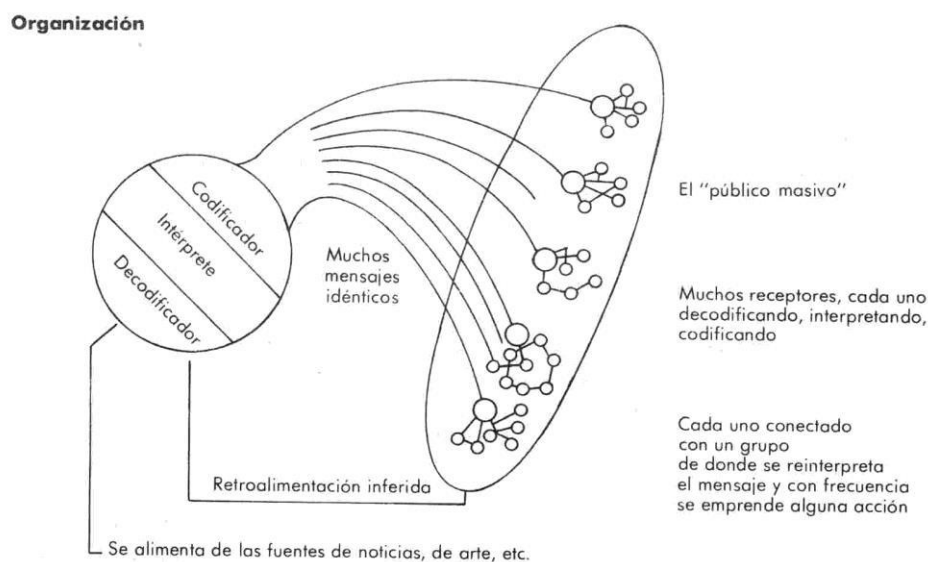 Organización
Codificador
Intérprete
Decodificador
Muchos
mensajes
idénticos
El "público masivo"
Muchos receptores, cada uno
decodificando, interpretando,
codificando
Cada uno conectado
con un grupo
de donde se reinterpreta
el mensaje y con frecuencia
se emprende alguna acción
Retroalimentación inferida
Se alimenta de las fuentes de noticias, de arte, etc.